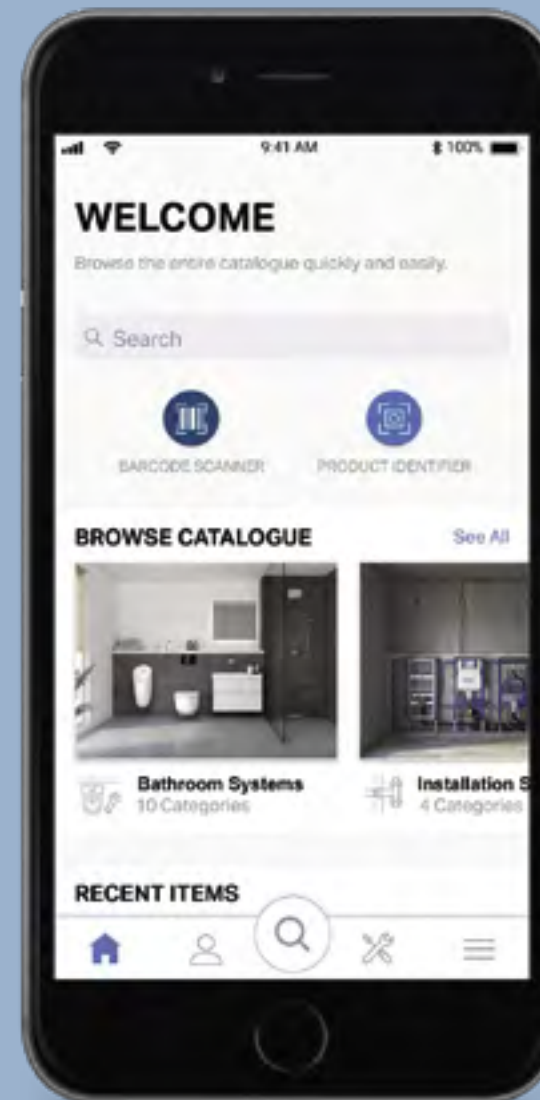 9:41 AM
100%
WELCOME
Browse the entire catalogue quickly and easily.
Search
BARCODE SCANNER
PRODUCT IDENTIFIER
BROWSE CATALOGUE
See All
Bathroom Systems
10 Categories
Installation S
4 Categories
RECENT ITEMS